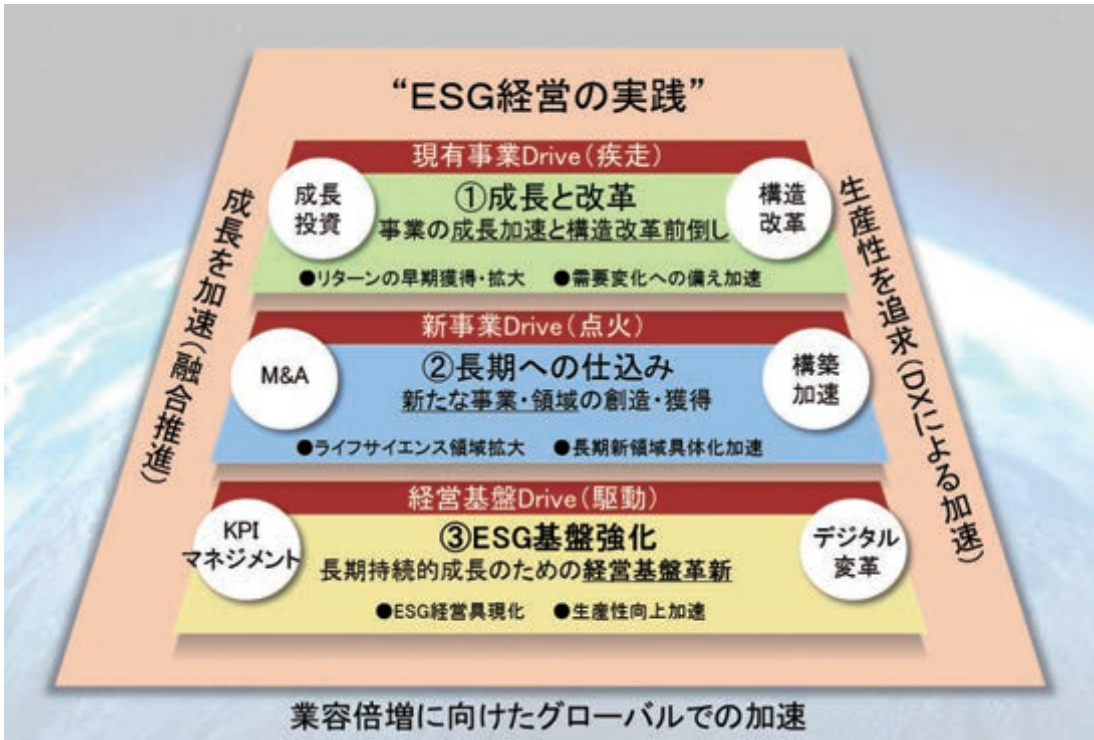 “ESG経営の実践”
成長を加速(融合推進)
生産性を追求(DXによる加速)
現有事業Drive(疾走)
成長
投資
①成長と改革
事業の成長加速と構造改革前倒し
構造
改革
●リターンの早期獲得・拡大 ●需要変化への備え加速
新事業Drive(点火)
M&A
②長期への仕込み
新たな事業・領域の創造・獲得
構築
加速
●ライフサイエンス領域拡大 ●長期新領域具体化加速
経営基盤Drive(駆動)
KPI
マネジメント
③ESG基盤強化
長期持続的成長のための経営基盤革新
デジタル
変革
●ESG経営具現化 ●生産性向上加速
業容倍増に向けたグローバルでの加速